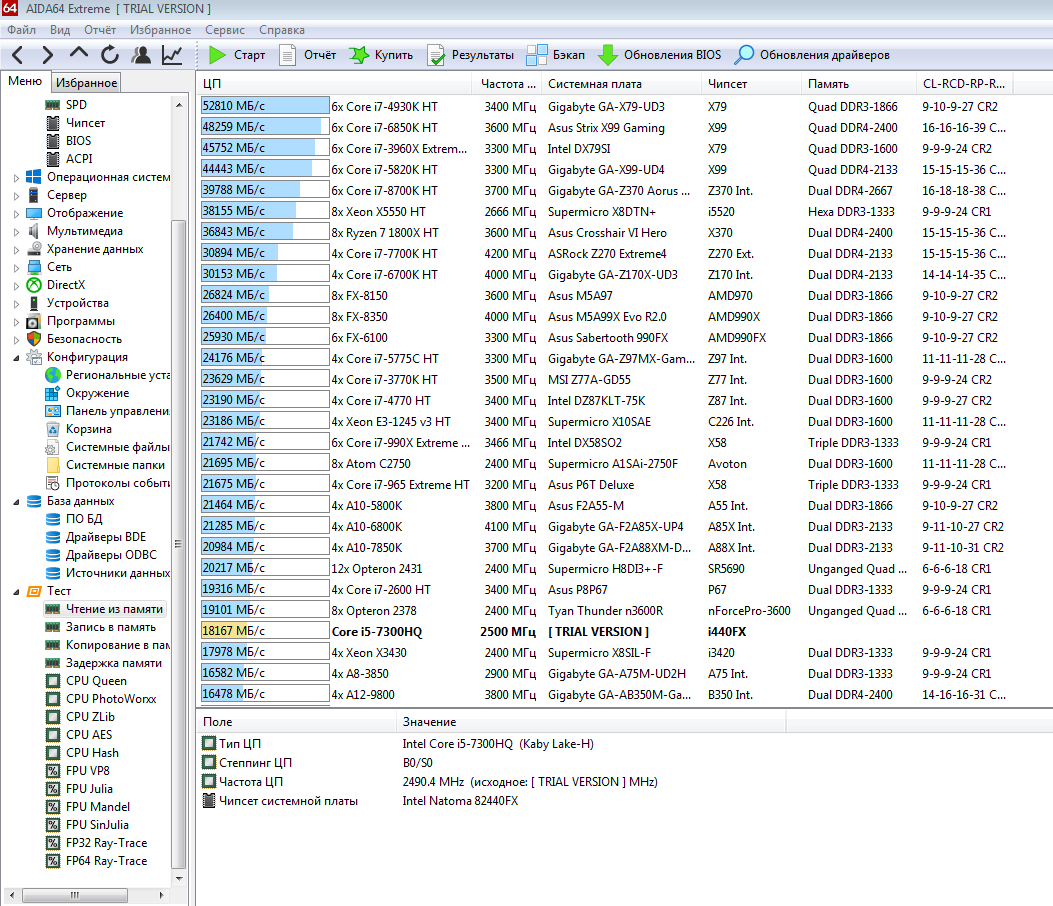 64 AIDA64 Extreme [ TRIAL VERSION ]
Файл Вид Отчёт Избранное Сервис Справка
Старт Отчёт Купить Результаты Бэкап Обновления BIOS Обновления драйверов
Меню Избранное
SPD
Чипсет
BIOS
ACPI
Операционная систем
Сервер
Отображение
Мультимедиа
Хранение данных
Сеть
DirectX
Устройства
Программы
Безопасность
Конфигурация
Региональные уста
Окружение
Панель управлени
Корзина
Системные файлы
Системные папки
Протоколы событи
База данных
ПО БД
Драйверы BDE
Драйверы ODBC
Источники данных
Тест
Чтение из памяти
Запись в память
Копирование в пам
Задержка памяти
CPU Queen
CPU PhotoWorxx
CPU ZLib
CPU AES
CPU Hash
FPU VP8
FPU Julia
FPU Mandel
FPU SinJulia
FP32 Ray-Trace
FP64 Ray-Trace
ЦП Частота ... Системная плата Чипсет Память CL-RCD-RP-R...
52810 МБ/с 6x Core i7-4930K HT 3400 МГц Gigabyte GA-X79-UD3 X79 Quad DDR3-1866 9-10-9-27 CR2
48259 МБ/с 6x Core i7-6850K HT 3600 МГц Asus Strix X99 Gaming X99 Quad DDR4-2400 16-16-16-39 C...
45752 МБ/с 6x Core i7-3960X Extrem... 3300 МГц Intel DX79SI X79 Quad DDR3-1600 9-9-9-24 CR2
44443 МБ/с 6x Core i7-5820K HT 3300 МГц Gigabyte GA-X99-UD4 X99 Quad DDR4-2133 15-15-15-36 C...
39788 МБ/с 6x Core i7-8700K HT 3700 МГц Gigabyte GA-Z370 Aorus ... Z370 Int. Dual DDR4-2667 16-18-18-38 C...
38155 МБ/с 8x Xeon X5550 HT 2666 МГц Supermicro X8DTN+ i5520 Hexa DDR3-1333 9-9-9-24 CR1
36843 МБ/с 8x Ryzen 7 1800X HT 3600 МГц Asus Crosshair VI Hero X370 Dual DDR4-2400 15-15-15-36 C...
30894 МБ/с 4x Core i7-7700K HT 4200 МГц ASRock Z270 Extreme4 Z270 Ext. Dual DDR4-2133 15-15-15-36 C...
30153 МБ/с 4x Core i7-6700K HT 4000 МГц Gigabyte GA-Z170X-UD3 Z170 Int. Dual DDR4-2133 14-14-14-35 C...
26824 МБ/с 8x FX-8150 3600 МГц Asus M5A97 AMD970 Dual DDR3-1866 9-10-9-27 CR2
26400 МБ/с 8x FX-8350 4000 МГц Asus M5A99X Evo R2.0 AMD990X Dual DDR3-1866 9-10-9-27 CR2
25930 МБ/с 6x FX-6100 3300 МГц Asus Sabertooth 990FX AMD990FX Dual DDR3-1866 9-10-9-27 CR2
24176 МБ/с 4x Core i7-5775C HT 3300 МГц Gigabyte GA-Z97MX-Gam... Z97 Int. Dual DDR3-1600 11-11-11-28 C...
23629 МБ/с 4x Core i7-3770K HT 3500 МГц MSI Z77A-GD55 Z77 Int. Dual DDR3-1600 9-9-9-24 CR2
23190 МБ/с 4x Core i7-4770 HT 3400 МГц Intel DZ87KLT-75K Z87 Int. Dual DDR3-1600 9-9-9-27 CR2
23186 МБ/с 4x Xeon E3-1245 v3 HT 3400 МГц Supermicro X10SAE C226 Int. Dual DDR3-1600 11-11-11-28 C...
21742 МБ/с 6x Core i7-990X Extreme ... 3466 МГц Intel DX58SO2 X58 Triple DDR3-1333 9-9-9-24 CR1
21695 МБ/с 8x Atom C2750 2400 МГц Supermicro A1SAi-2750F Avoton Dual DDR3-1600 11-11-11-28 C...
21675 МБ/с 4x Core i7-965 Extreme HT 3200 МГц Asus P6T Deluxe X58 Triple DDR3-1333 9-9-9-24 CR1
21464 МБ/с 4x A10-5800K 3800 МГц Asus F2A55-M A55 Int. Dual DDR3-1866 9-10-9-27 CR2
21285 МБ/с 4x A10-6800K 4100 МГц Gigabyte GA-F2A85X-UP4 A85X Int. Dual DDR3-2133 9-11-10-27 CR2
20984 МБ/с 4x A10-7850K 3700 МГц Gigabyte GA-F2A88XM-D... A88X Int. Dual DDR3-2133 9-11-10-31 CR2
20217 МБ/с 12x Opteron 2431 2400 МГц Supermicro H8DI3+-F SR5690 Unganged Quad ... 6-6-6-18 CR1
19316 МБ/с 4x Core i7-2600 HT 3400 МГц Asus P8P67 P67 Dual DDR3-1333 9-9-9-24 CR1
19101 МБ/с 8x Opteron 2378 2400 МГц Tyan Thunder n3600R nForcePro-3600 Unganged Quad ... 6-6-6-18 CR1
18167 МБ/с Core i5-7300HQ 2500 МГц [ TRIAL VERSION ] i440FX
17978 МБ/с 4x Xeon X3430 2400 МГц Supermicro X8SIL-F i3420 Dual DDR3-1333 9-9-9-24 CR1
16582 МБ/с 4x A8-3850 2900 МГц Gigabyte GA-A75M-UD2H A75 Int. Dual DDR3-1333 9-9-9-24 CR1
16478 МБ/с 4x A12-9800 3800 МГц Gigabyte GA-AB350M-Ga... B350 Int. Dual DDR4-2400 14-16-16-31 C...
Поле Значение
Тип ЦП Intel Core i5-7300HQ (Kaby Lake-H)
Степпинг ЦП B0/S0
Частота ЦП 2490.4 MHz (исходное: [ TRIAL VERSION ] MHz)
Чипсет системной платы Intel Natoma 82440FX